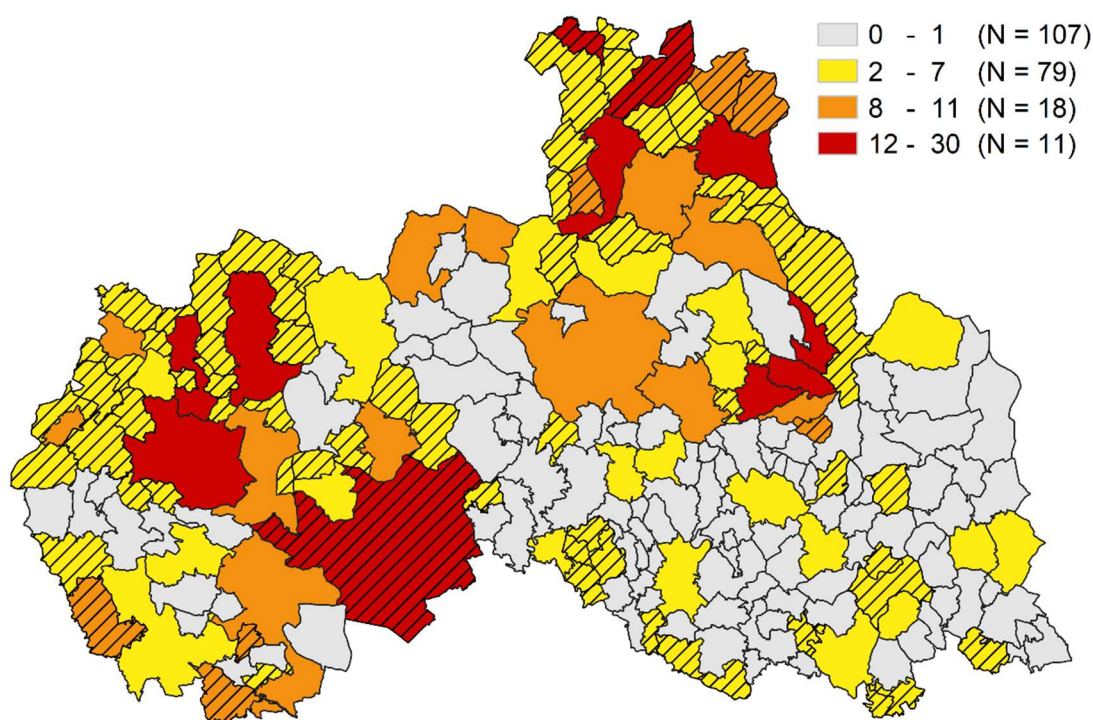 0 - 1 (N = 107)
2 - 7 (N = 79)
8 - 11 (N = 18)
12 - 30 (N = 11)